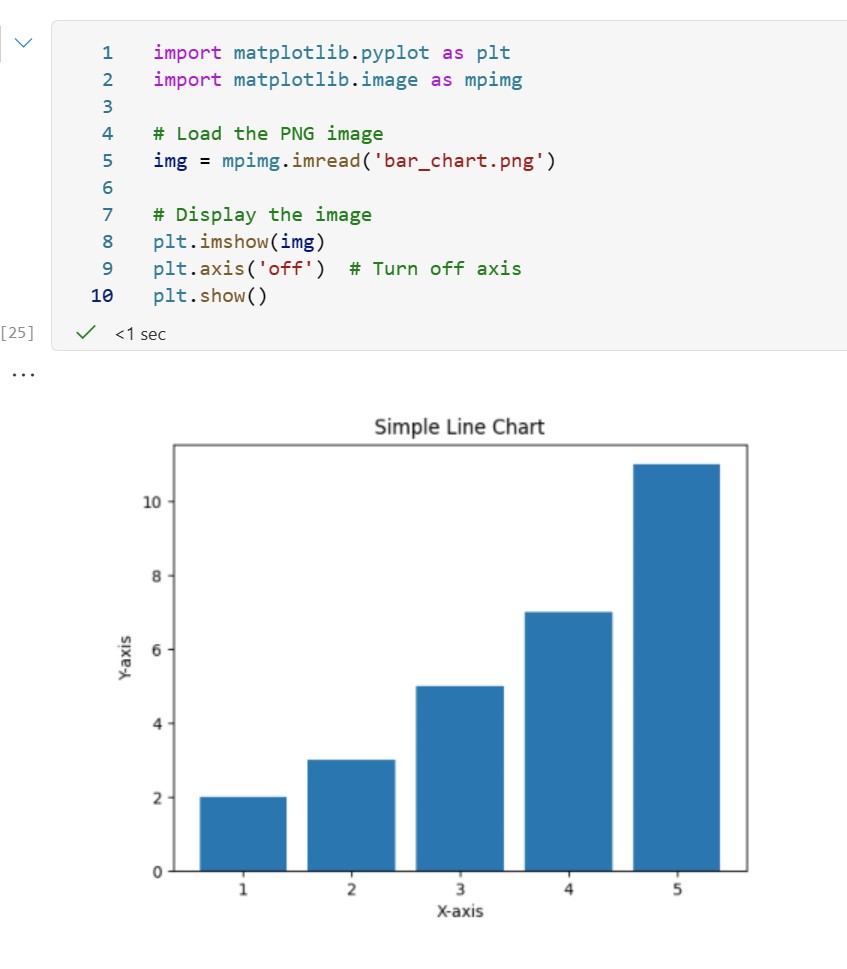 1 import matplotlib.pyplot as plt
2 import matplotlib.image as mpimg
3
4 # Load the PNG image
5 img = mpimg.imread('bar_chart.png')
6
7 # Display the image
8 plt.imshow(img)
9 plt.axis('off')  # Turn off axis
10 plt.show()
[25] <1 sec
...
Simple Line Chart
10
8
6
4
2
0
Y-axis
1 2 3 4 5
X-axis